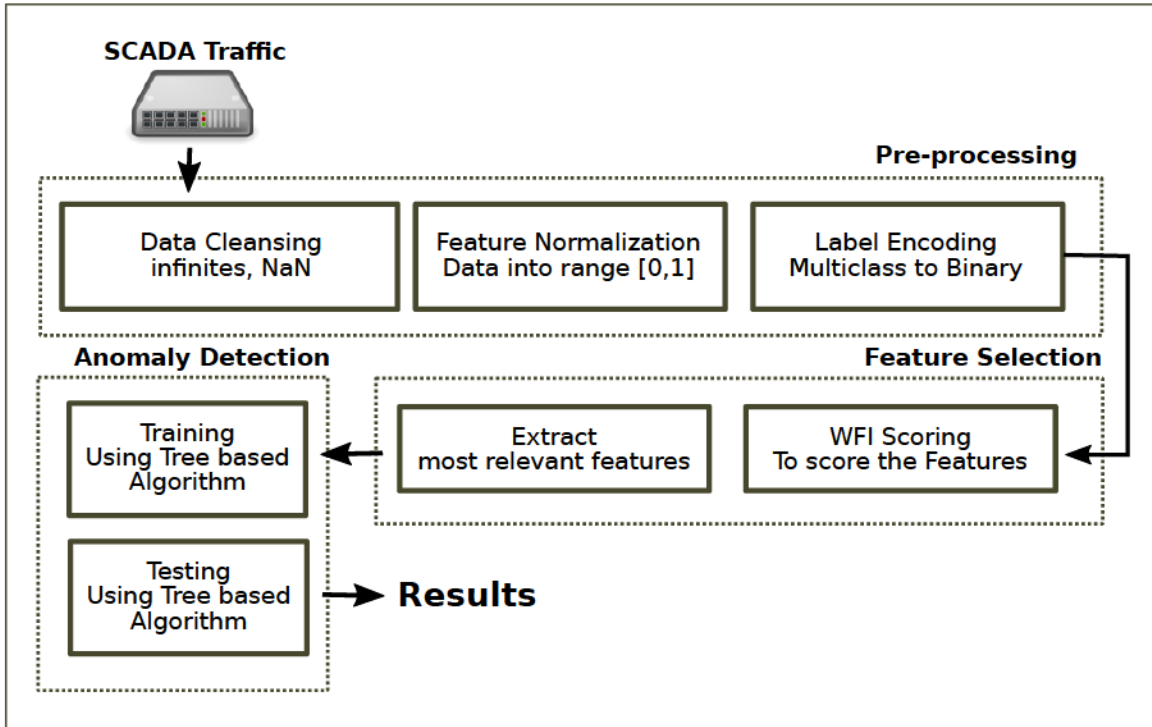 SCADA Traffic
Pre-processing
Data Cleansing
infinites, NaN
Feature Normalization
Data into range [0,1]
Label Encoding
Multiclass to Binary
Feature Selection
WFI Scoring
To score the Features
Extract
most relevant features
Anomaly Detection
Training
Using Tree based
Algorithm
Testing
Using Tree based
Algorithm
Results